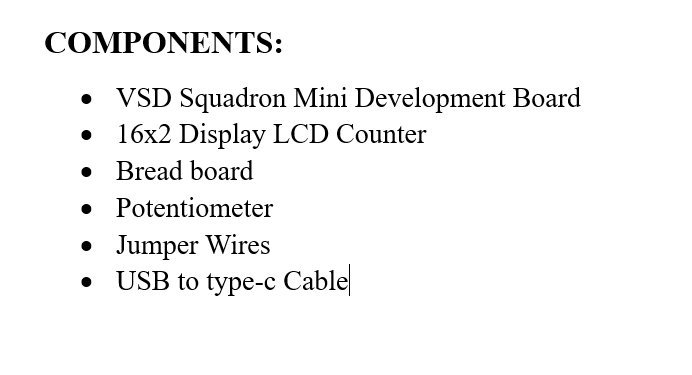 COMPONENTS:
• VSD Squadron Mini Development Board
• 16x2 Display LCD Counter
• Bread board
• Potentiometer
• Jumper Wires
• USB to type-c Cable